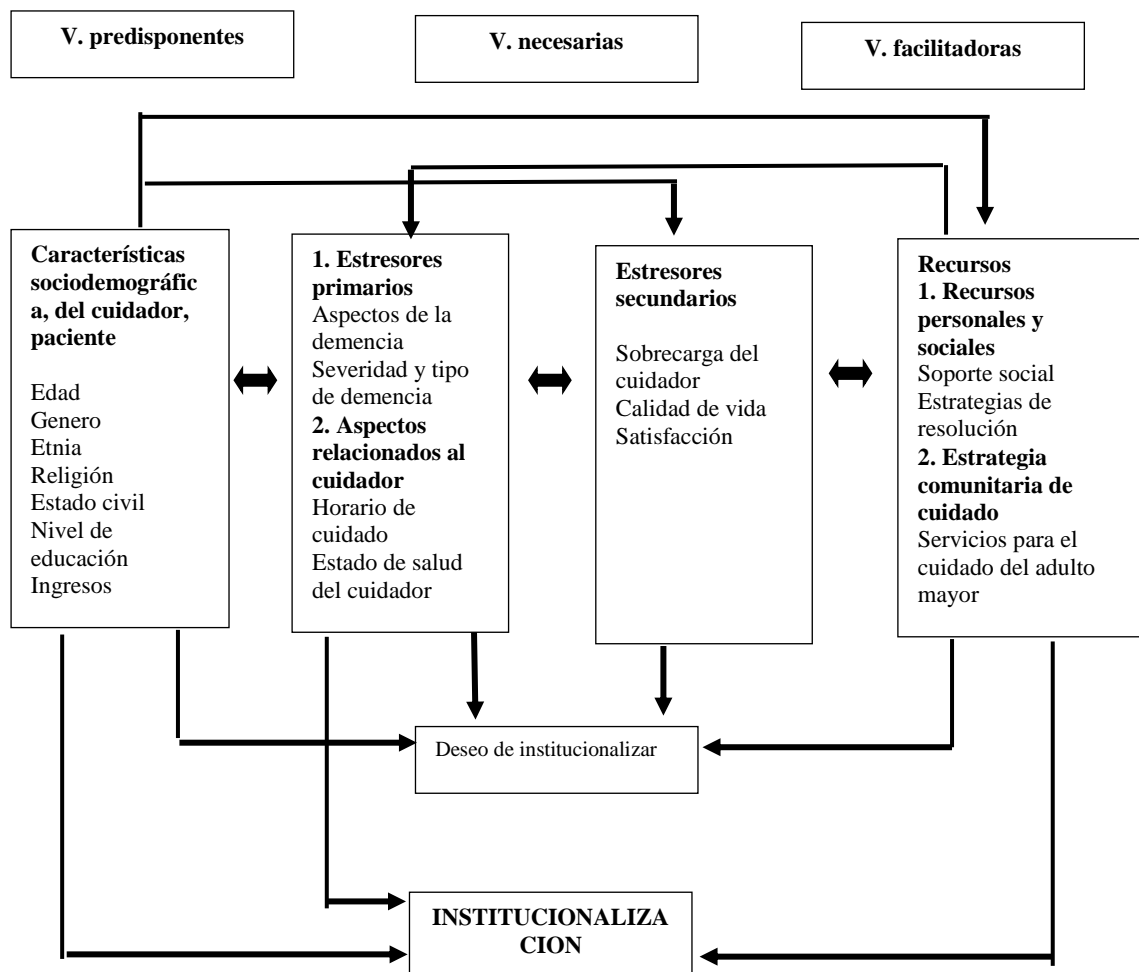 V. predisponentes
V. necesarias
V. facilitadoras
Característicás
sociodemográfic
a, del cuidador,
paciente
Edad
Genero
Etnia
Religión
Estado civil
Nivel de
educación
Ingresos
1. Estresores
primarios
Aspectos de la
demencia
Severidad y tipo
de demencia
2. Aspectos
relacionados al
cuidador
Horario de
cuidado
Estado de salud
del cuidador
Estresores
secundarios
Sobrecarga del
cuidador
Calidad de vida
Satisfacción
Recursos
1. Recursos
personales y
sociales
Soporte social
Estrategias de
resolución
2. Estrategia
comunitaria de
cuidado
Servicios para el
cuidado del adulto
mayor
Deseo de institucionalizar
INSTITUCIONALIZA
CION